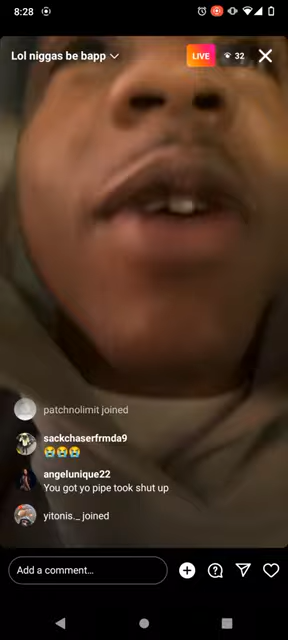 8:28
Lol niggas be bapp
LIVE
32
patchnolimit joined
sackchaserfrmda9
😭😭😭
angelunique22
You got yo pipe took shut up
yitonis._ joined
Add a comment...